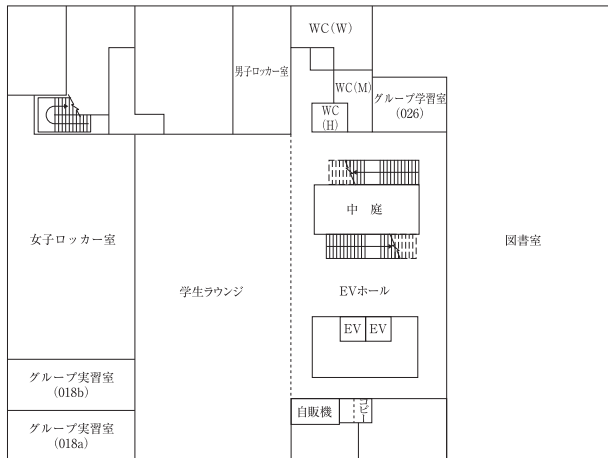 WC(W)
男子ロッカー室
WC(M)
グループ学習室
(026)
WC
(H)
中 庭
女子ロッカー室
図書室
学生ラウンジ
EVホール
EV
EV
グループ実習室
(018b)
自販機
コピー
グループ実習室
(018a)